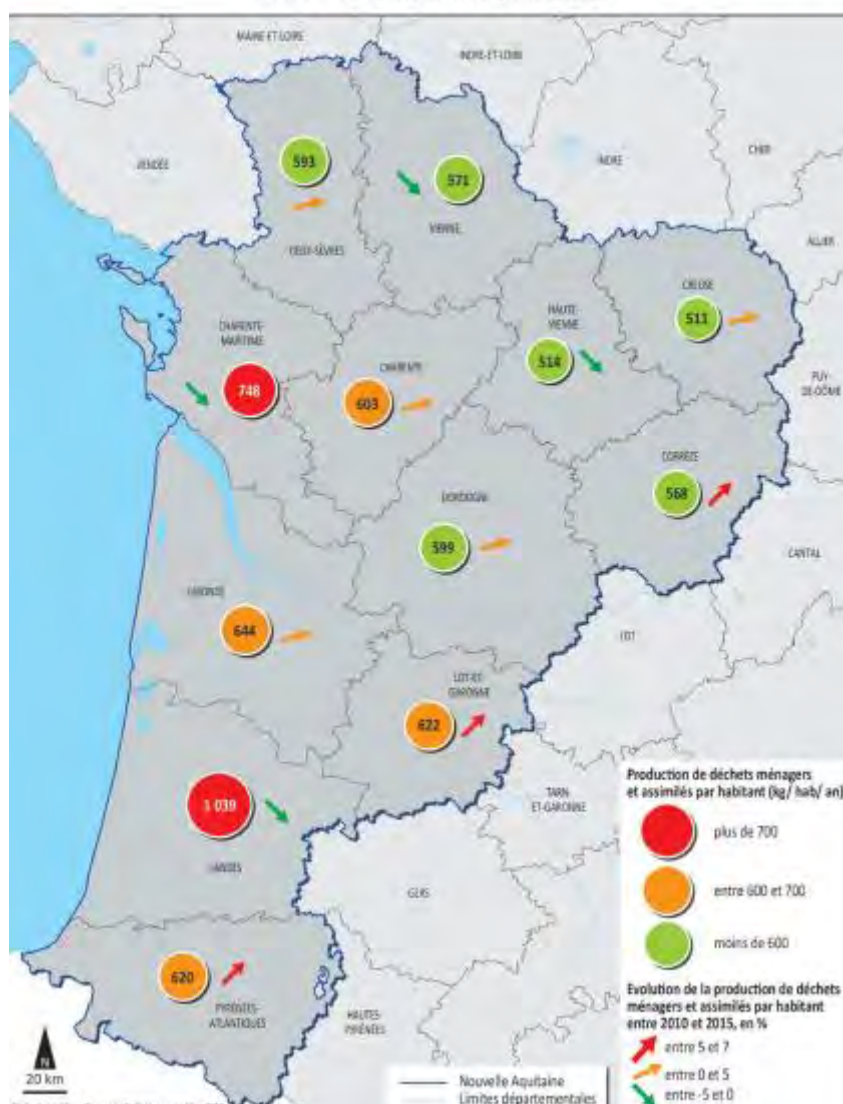 MAINE-ET-LOIRE
INDRE-ET-LOIRE
VENDÉE
INDRE
CHER
ALLIER
593
571
DEUX-SÈVRES
VIENNE
CREUSE
511
HAUTE-
VIENNE
514
CHARENTE-
MARITIME
748
CHARENTE
603
PUY-
DE-DÔME
CORRÈZE
568
DORDOGNE
599
CANTAL
GIRONDE
644
LOT
LOT-ET-
GARONNE
622
1 039
LANDES
TARN
ET-GARONNE
GERS
620
PYRÉNÉES-
ATLANTIQUES
HAUTES-
PYRÉNÉES
Production de déchets ménagers
et assimilés par habitant (kg/ hab/ an)
plus de 700
entre 600 et 700
moins de 600
Evolution de la production de déchets
ménagers et assimilés par habitant
entre 2010 et 2015, en %
entre 5 et 7
entre 0 et 5
entre -5 et 0
N
20 km
Nouvelle Aquitaine
Limites départementales